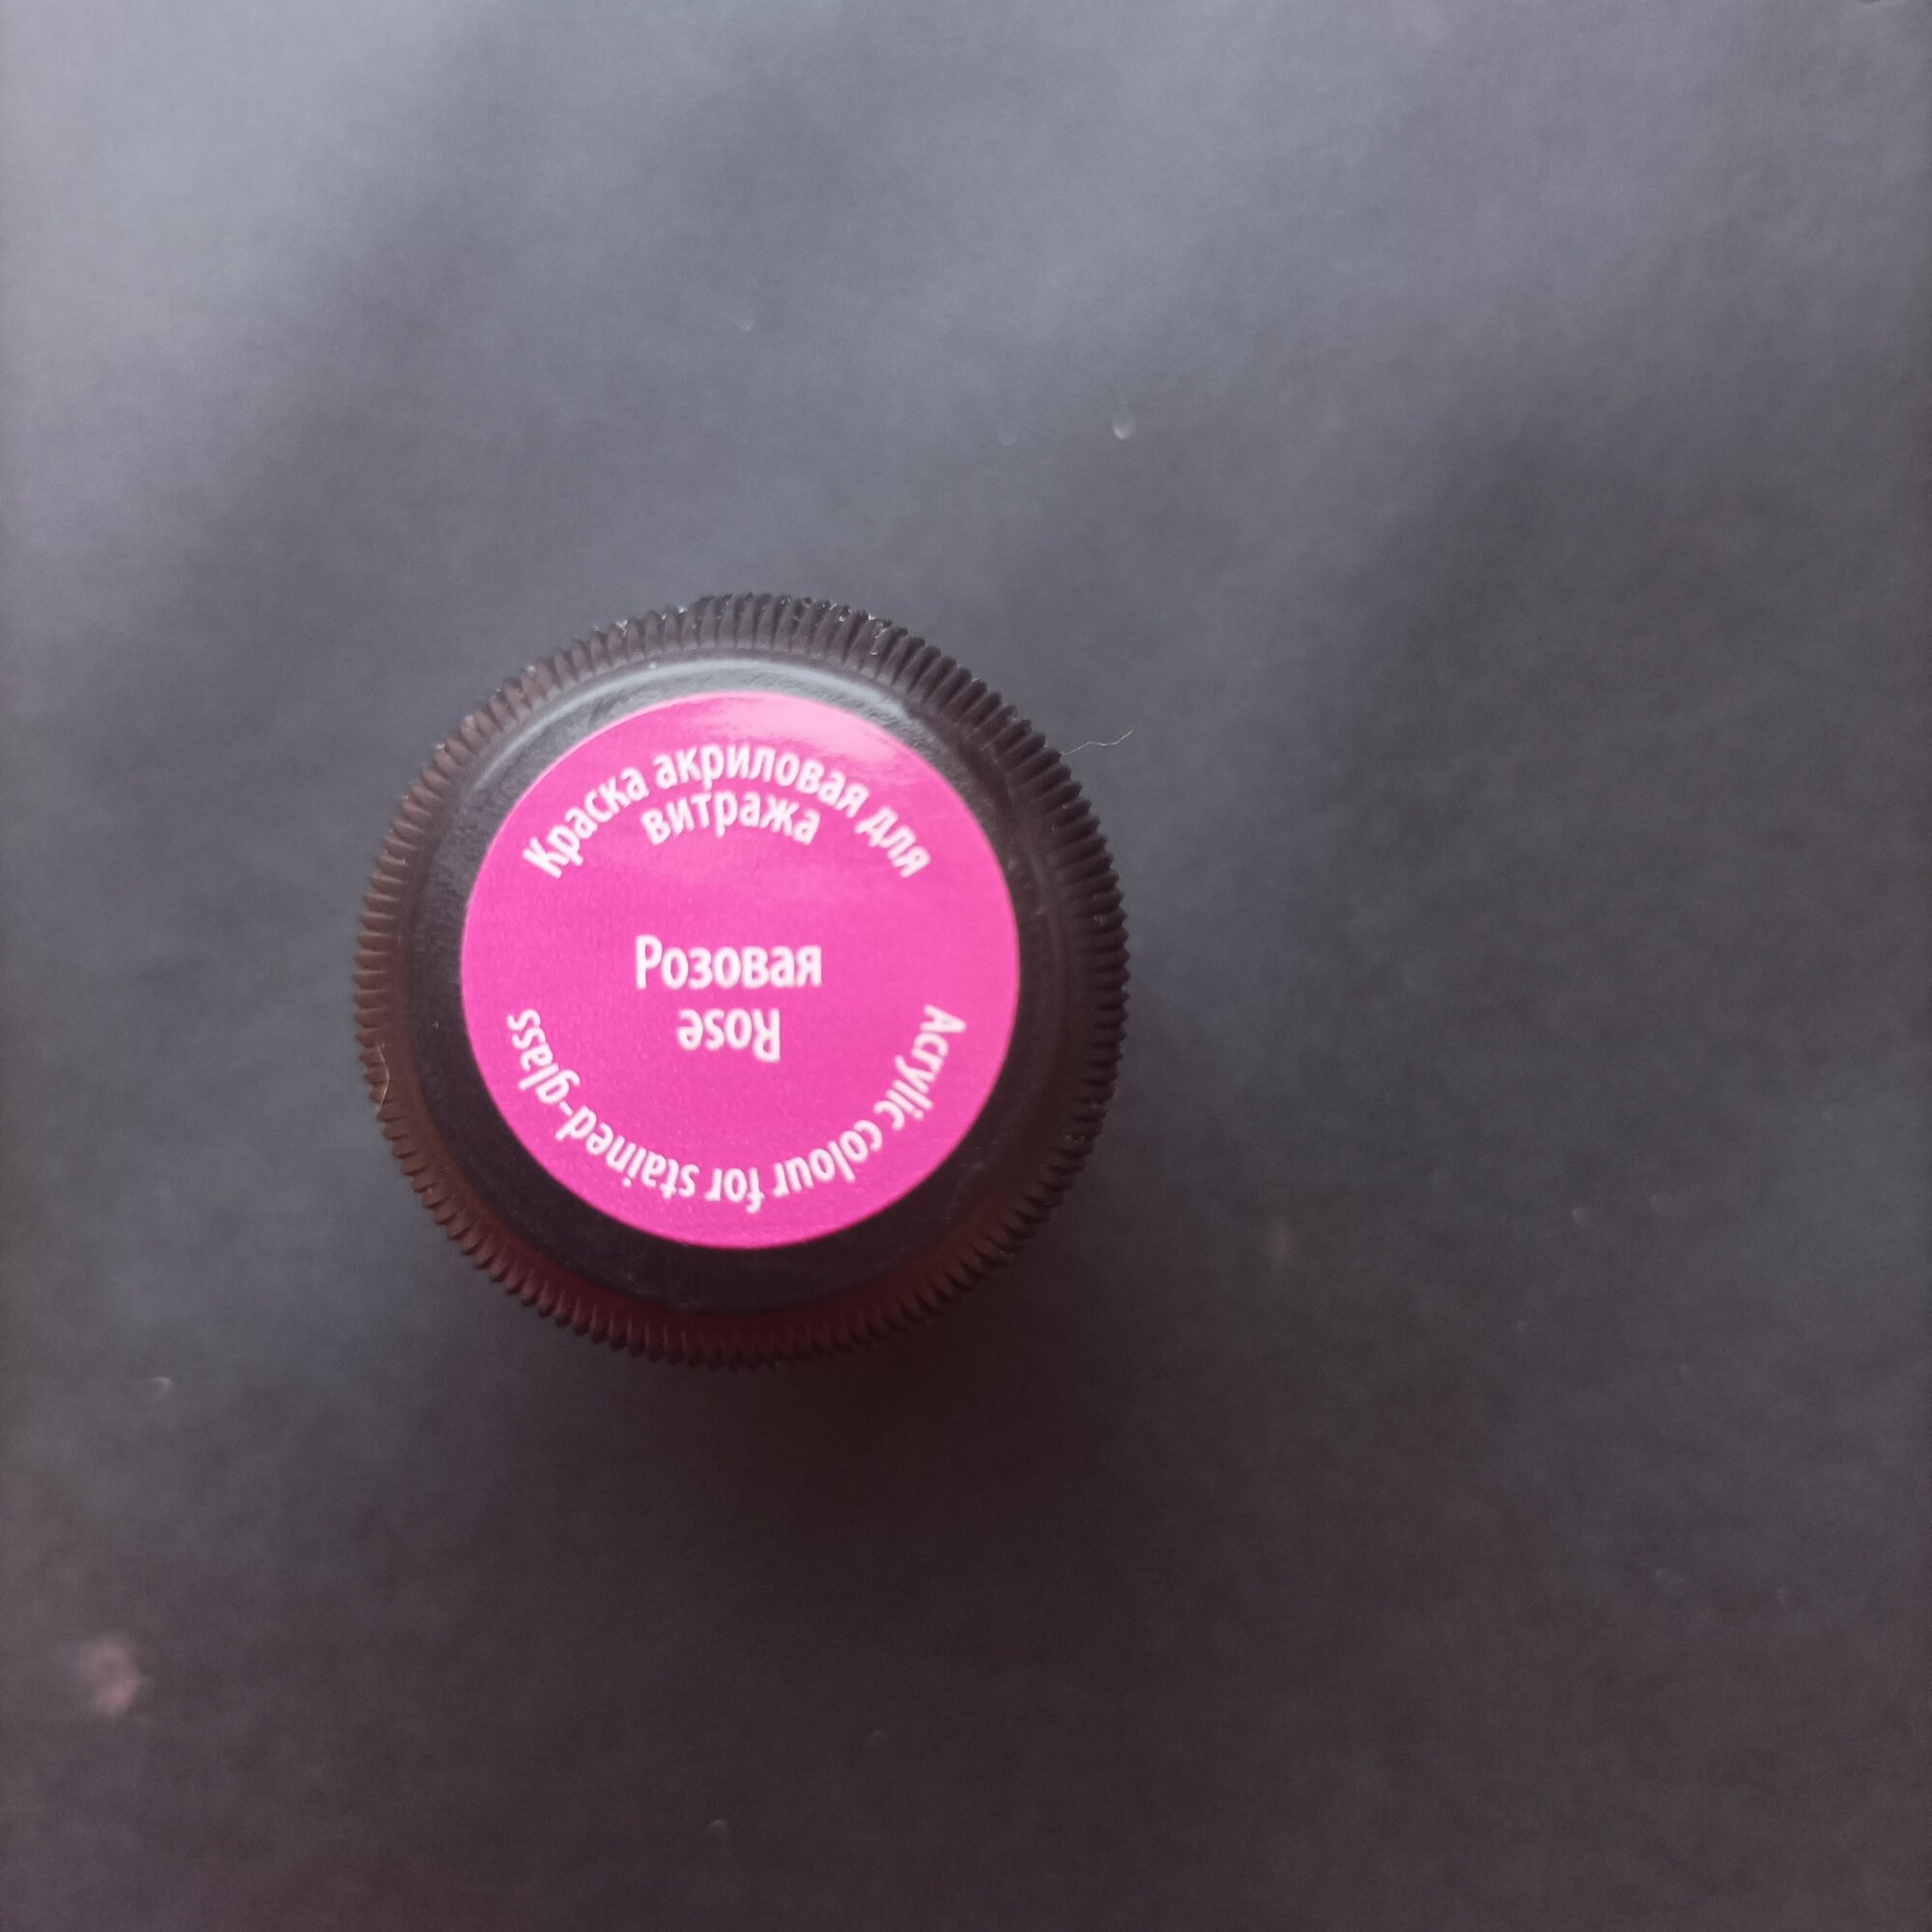 Краска акриловая для
витража
Розовая
Rose
Acrylic colour for stained-glass